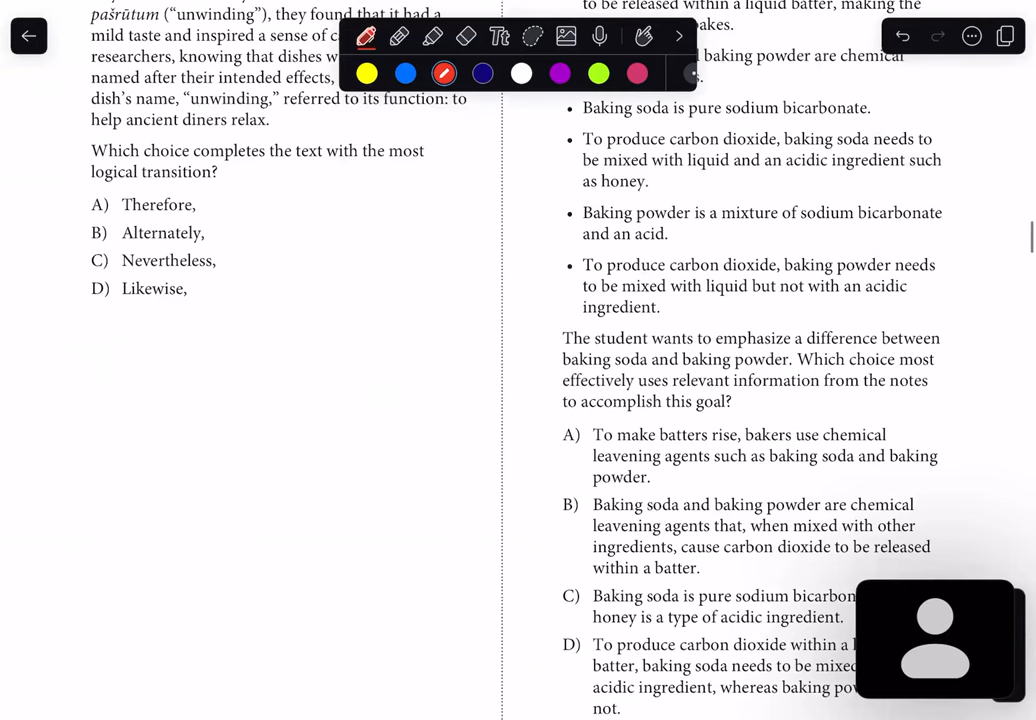 pašrūtum (“unwinding”), they found that it had a
mild taste and inspired a sense of
researchers, knowing that dishes
named after their intended effects,
dish’s name, “unwinding,” referred to its function: to
help ancient diners relax.
Which choice completes the text with the most
logical transition?
A) Therefore,
B) Alternately,
C) Nevertheless,
D) Likewise,
Tt
to be released within a liquid batter, making the
baking powder are chemical
• Baking soda is pure sodium bicarbonate.
• To produce carbon dioxide, baking soda needs to
be mixed with liquid and an acidic ingredient such
as honey.
• Baking powder is a mixture of sodium bicarbonate
and an acid.
• To produce carbon dioxide, baking powder needs
to be mixed with liquid but not with an acidic
ingredient.
The student wants to emphasize a difference between
baking soda and baking powder. Which choice most
effectively uses relevant information from the notes
to accomplish this goal?
A) To make batters rise, bakers use chemical
leavening agents such as baking soda and baking
powder.
B) Baking soda and baking powder are chemical
leavening agents that, when mixed with other
ingredients, cause carbon dioxide to be released
within a batter.
C) Baking soda is pure sodium
honey is a type of acidic ingredient.
D) To produce carbon dioxide within a
batter, baking soda needs to be
acidic ingredient, whereas baking
not.